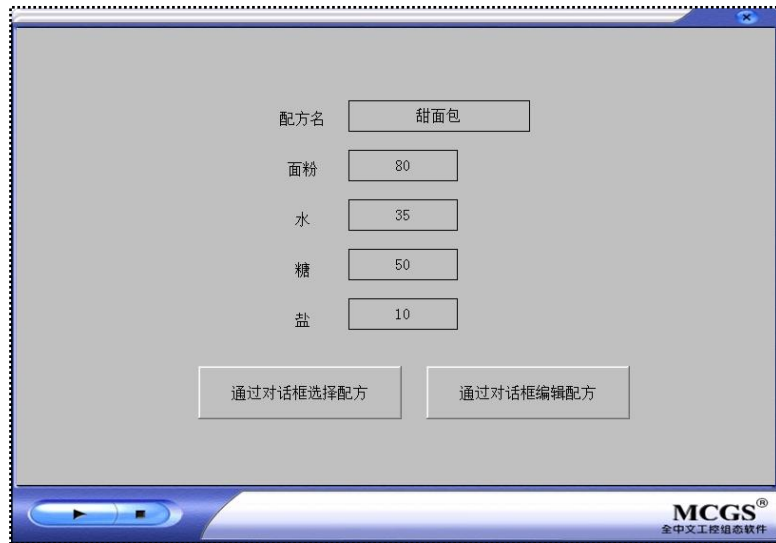 配方名 甜面包
面粉 80
水 35
糖 50
盐 10
通过对话框选择配方 通过对话框编辑配方
MCGS®
全中文工控组态软件